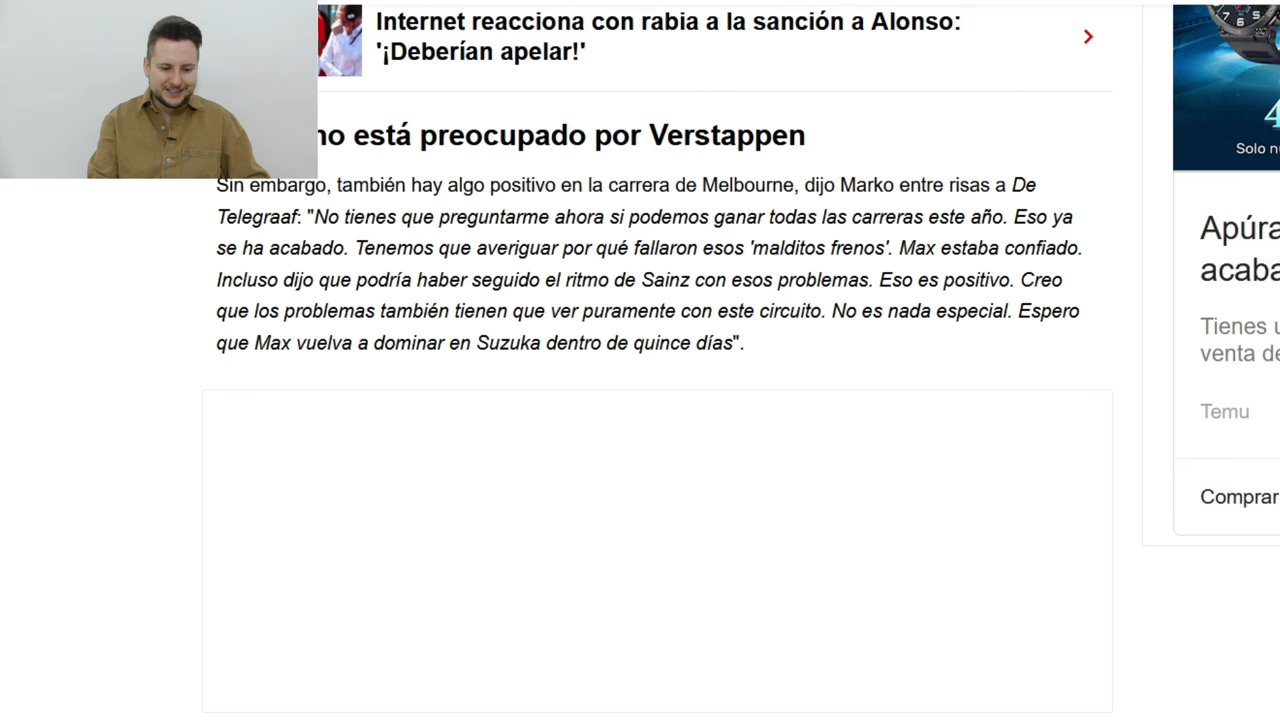 Internet reacciona con rabia a la sanción a Alonso:
'¡Deberían apelar!'
no está preocupado por Verstappen
Sin embargo, también hay algo positivo en la carrera de Melbourne, dijo Marko entre risas a De
Telegraaf: "No tienes que preguntarme ahora si podemos ganar todas las carreras este año. Eso ya
se ha acabado. Tenemos que averiguar por qué fallaron esos 'malditos frenos'. Max estaba confiado.
Incluso dijo que podría haber seguido el ritmo de Sainz con esos problemas. Eso es positivo. Creo
que los problemas también tienen que ver puramente con este circuito. No es nada especial. Espero
que Max vuelva a dominar en Suzuka dentro de quince días".
7 6 5
4
Solo
Apúra
acaba
Tienes
venta de
Temu
Comprar